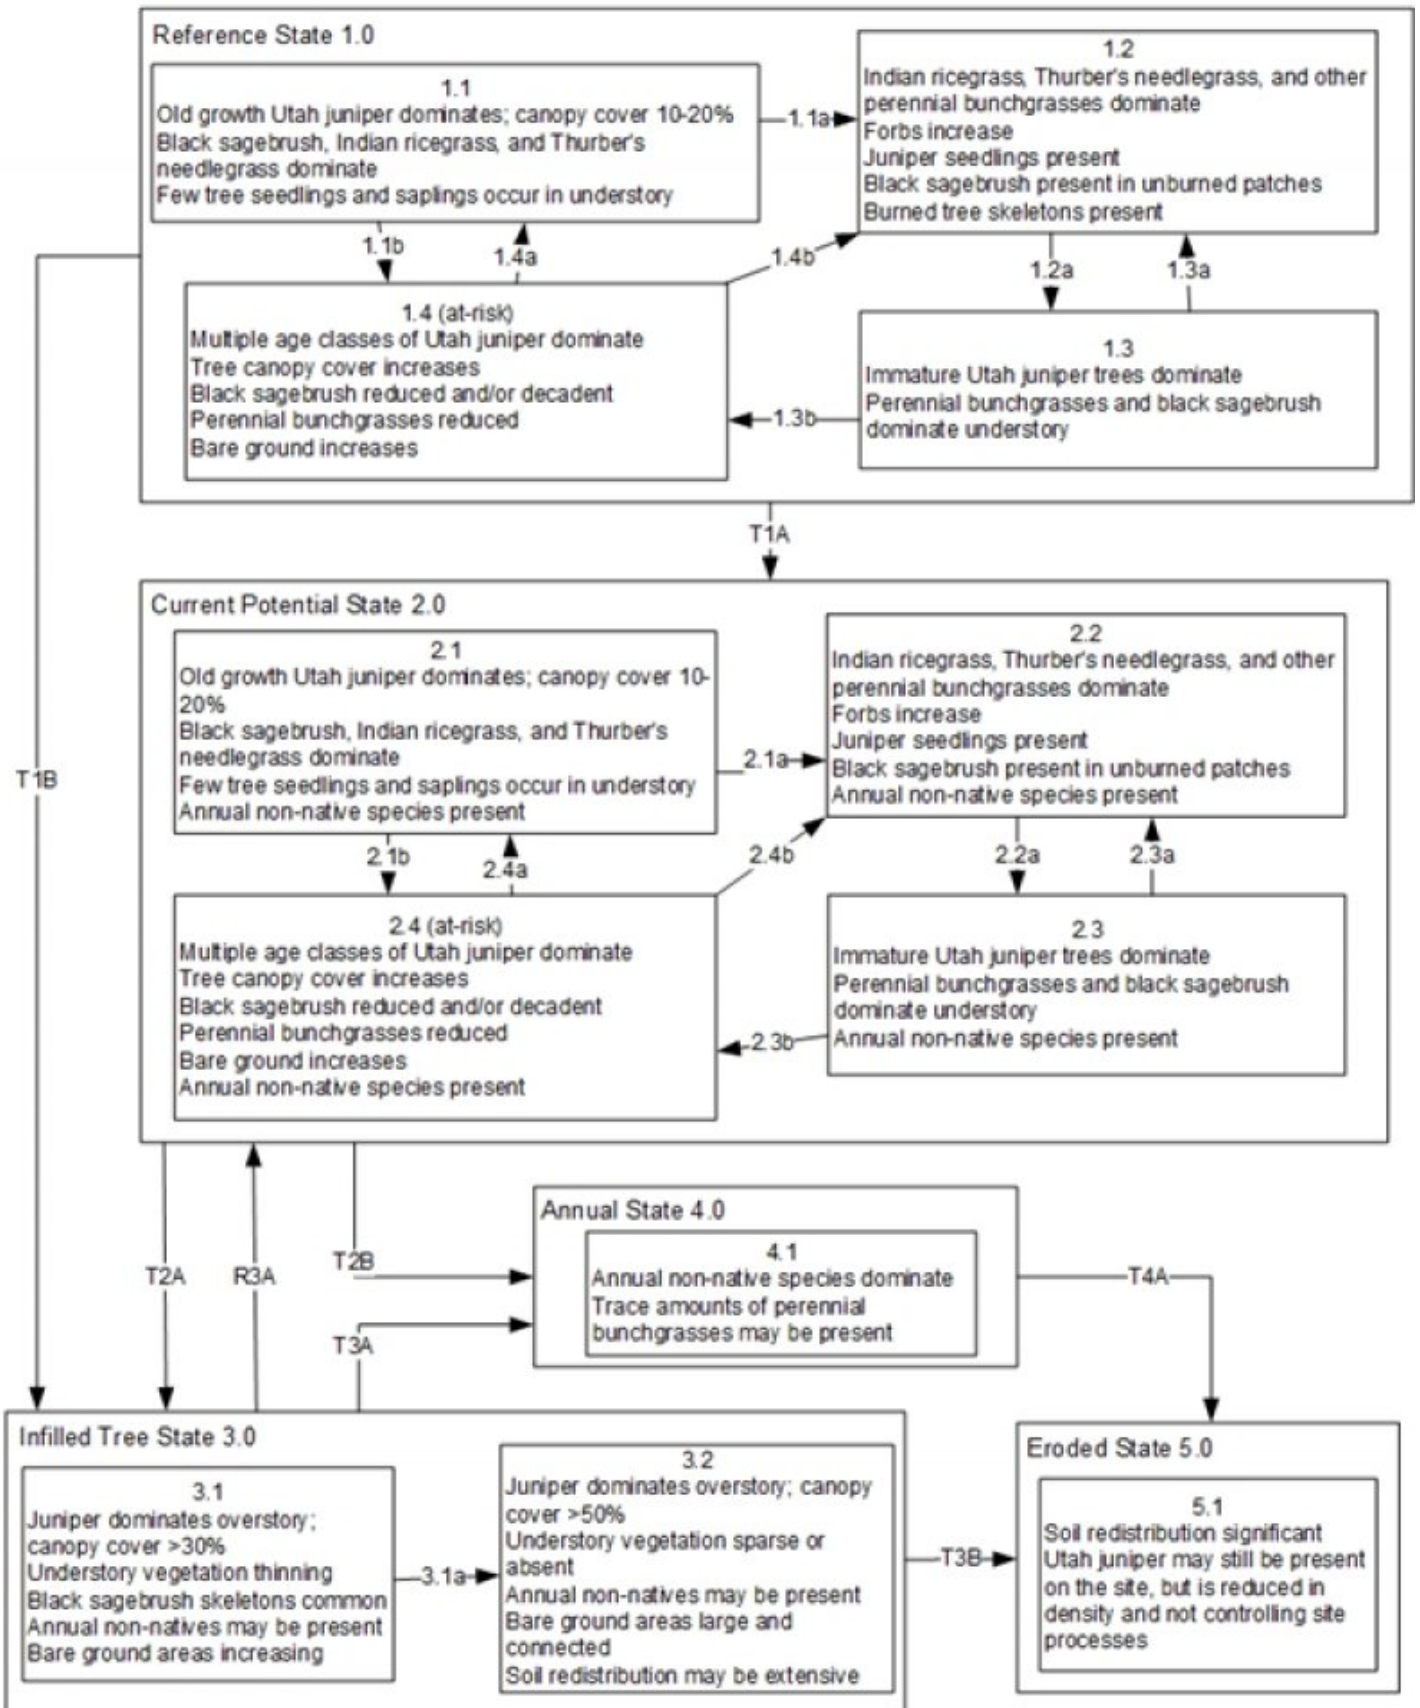 Reference State 1.0
1.1
Old growth Utah juniper dominates; canopy cover 10-20%
Black sagebrush, Indian ricegrass, and Thurber's
needlegrass dominate
Few tree seedlings and saplings occur in understory
1.1a
1.2
Indian ricegrass, Thurber's needlegrass, and other
perennial bunchgrasses dominate
Forbs increase
Juniper seedlings present
Black sagebrush present in unburned patches
Burned tree skeletons present
1.1b
1.4a
1.4b
1.2a
1.3a
1.4 (at-risk)
Multiple age classes of Utah juniper dominate
Tree canopy cover increases
Black sagebrush reduced and/or decadent
Perennial bunchgrasses reduced
Bare ground increases
1.3b
1.3
Immature Utah juniper trees dominate
Perennial bunchgrasses and black sagebrush
dominate understory
T1A
T1B
Current Potential State 2.0
2.1
Old growth Utah juniper dominates; canopy cover 10-
20%
Black sagebrush, Indian ricegrass, and Thurber's
needlegrass dominate
Few tree seedlings and saplings occur in understory
Annual non-native species present
2.1a
2.2
Indian ricegrass, Thurber's needlegrass, and other
perennial bunchgrasses dominate
Forbs increase
Juniper seedlings present
Black sagebrush present in unburned patches
Annual non-native species present
2.1b
2.4a
2.4b
2.2a
2.3a
2.4 (at-risk)
Multiple age classes of Utah juniper dominate
Tree canopy cover increases
Black sagebrush reduced and/or decadent
Perennial bunchgrasses reduced
Bare ground increases
Annual non-native species present
2.3b
2.3
Immature Utah juniper trees dominate
Perennial bunchgrasses and black sagebrush
dominate understory
Annual non-native species present
T2A
R3A
T2B
T3A
Annual State 4.0
4.1
Annual non-native species dominate
Trace amounts of perennial
bunchgrasses may be present
T4A
Infilled Tree State 3.0
3.1
Juniper dominates overstory;
canopy cover >30%
Understory vegetation thinning
Black sagebrush skeletons common
Annual non-natives may be present
Bare ground areas increasing
3.1a
3.2
Juniper dominates overstory; canopy
cover >50%
Understory vegetation sparse or
absent
Annual non-natives may be present
Bare ground areas large and
connected
Soil redistribution may be extensive
T3B
Eroded State 5.0
5.1
Soil redistribution significant
Utah juniper may still be present
on the site, but is reduced in
density and not controlling site
processes